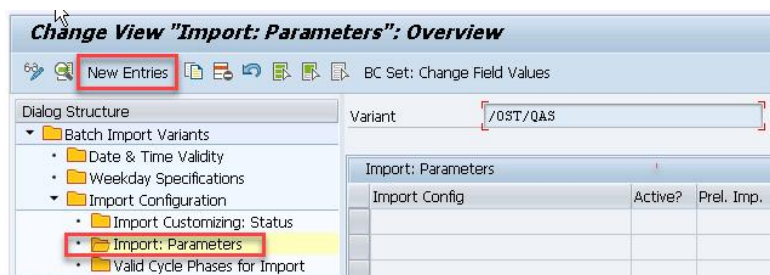 Change View "Import: Parameters": Overview
New Entries BC Set: Change Field Values
Dialog Structure
Batch Import Variants
Date & Time Validity
Weekday Specifications
Import Configuration
Import Customizing: Status
Import: Parameters
Valid Cycle Phases for Import
Variant /OST/QAS
Import: Parameters
Import Config Active? Prel. Imp.